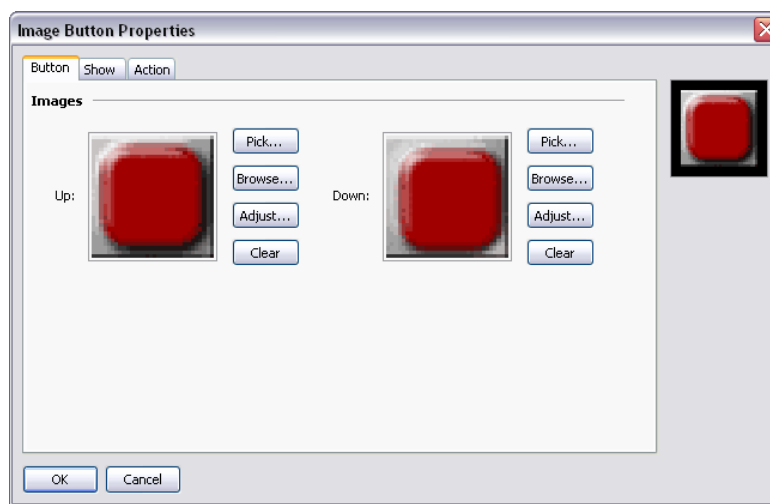 Image Button Properties
Button Show Action
Images
Up:
Pick...
Browse...
Adjust...
Clear
Down:
Pick...
Browse...
Adjust...
Clear
OK Cancel